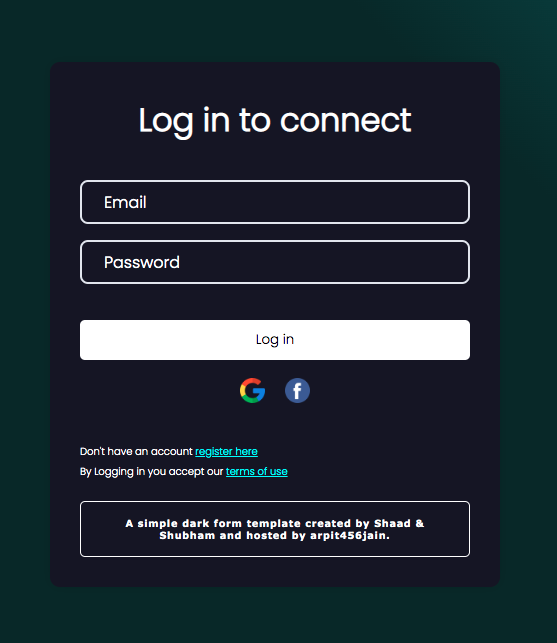 Log in to connect
Email
Password
Log in
Don't have an account register here
By Logging in you accept our terms of use
A simple dark form template created by Shaad &
Shubham and hosted by arpit456jain.